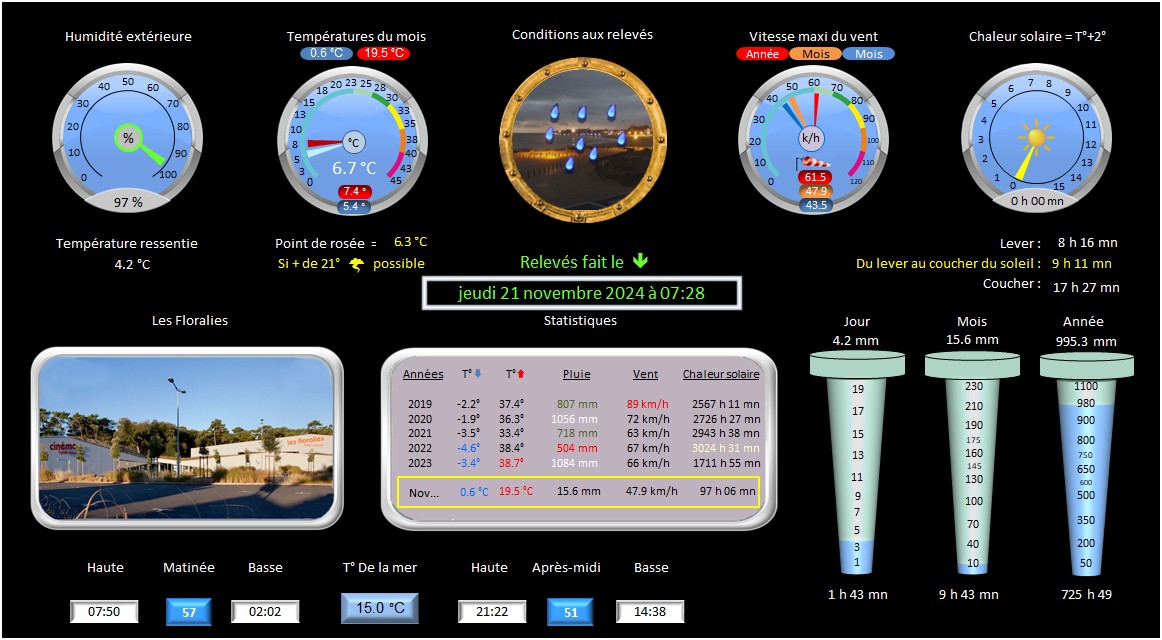 Humidité extérieure
Températures du mois
0.6 °C 19.5 °C
Conditions aux relevés
Vitesse maxi du vent
Année Mois Mois
Chaleur solaire = T°+2°
0 10 20 30 40 50 60 70 80 90 100
%
97 %
0 3 5 8 10 13 15 18 20 23 25 28 30 33 35 38 40 43 45
°C
6.7 °C
7.4 °
5.4 °
0 10 20 30 40 50 60 70 80 90 100 110 120
k/h
61.5
47.9
43.5
0 1 2 3 4 5 6 7 8 9 10 11 12 13 14 15
0 h 00 mn
Température ressentie
4.2 °C
Point de rosée = 6.3 °C
Si + de 21° possible
Relevés fait le
jeudi 21 novembre 2024 à 07:28
Lever : 8 h 16 mn
Du lever au coucher du soleil : 9 h 11 mn
Coucher : 17 h 27 mn
Les Floralies
cinéma
les floralies
Statistiques
Années T° T° Pluie Vent Chaleur solaire
2019 -2.2° 37.4° 807 mm 89 km/h 2567 h 11 mn
2020 -1.9° 36.3° 1056 mm 72 km/h 2726 h 27 mn
2021 -3.5° 33.4° 718 mm 63 km/h 2943 h 38 mn
2022 -4.6° 38.4° 504 mm 67 km/h 3024 h 31 mn
2023 -3.4° 38.7° 1084 mm 66 km/h 1711 h 55 mn
Nov... 0.6 °C 19.5 °C 15.6 mm 47.9 km/h 97 h 06 mn
Jour
4.2 mm
19
17
15
13
11
9
7
5
3
1
1 h 43 mn
Mois
15.6 mm
230
210
190
175
160
145
130
100
70
40
10
9 h 43 mn
Année
995.3 mm
1100
980
900
800
750
650
600
500
350
200
50
725 h 49
Haute Matinée Basse T° De la mer Haute Après-midi Basse
07:50 57 02:02 15.0 °C 21:22 51 14:38